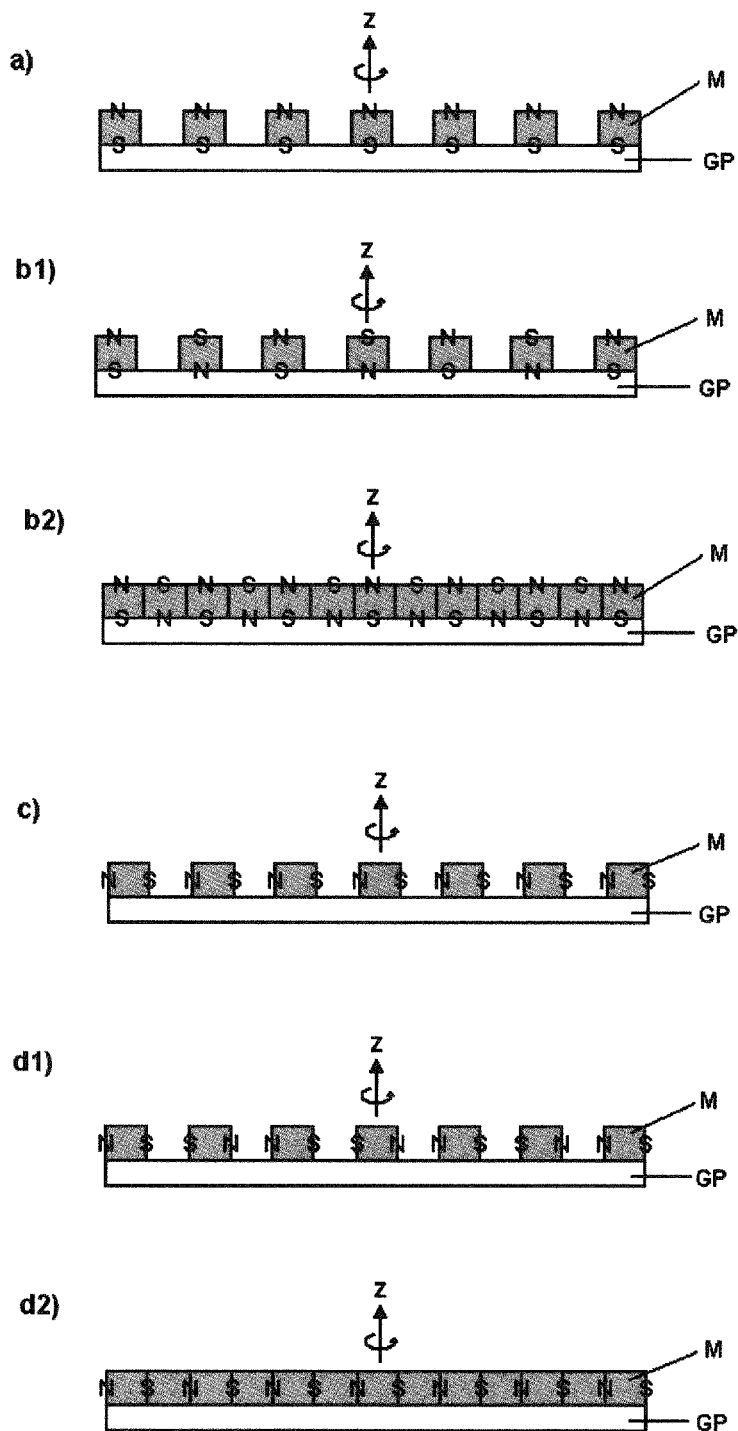 Z
a)
M
N N N N N N N
S S S S S S S
GP
Z
b1)
M
N S N S N S N
S N S N S N S
GP
Z
b2)
M
N S N S N S N S N S N S N
S N S N S N S N S N S N S
GP
Z
c)
M
N S N S N S N S N S N S N S
GP
Z
d1)
M
N S S N N S S N N S S N N S
GP
Z
d2)
M
N S N S N S N S N S N S N S
GP